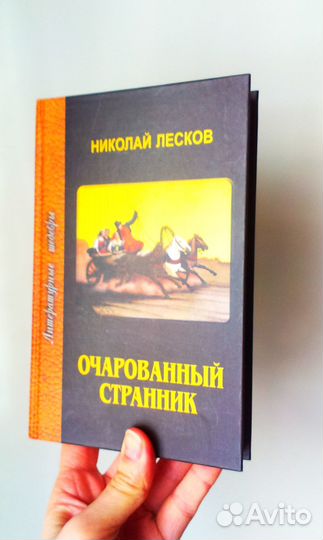 НИКОЛАЙ ЛЕСКОВ
ОЧАРОВАННЫЙ
СТРАННИК
Литературные шедевры
Avito